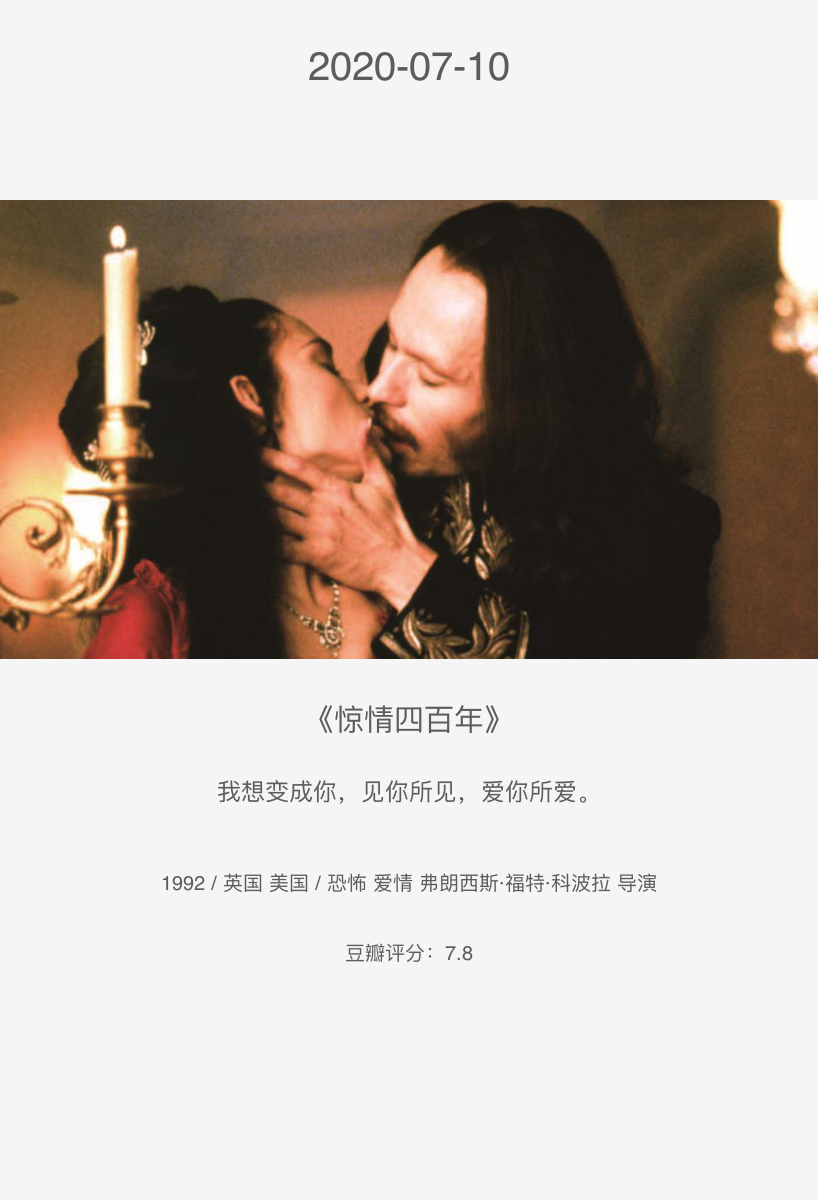 2020-07-10
《惊情四百年》
我想变成你，见你所见，爱你所爱。
1992 / 英国 美国 / 恐怖 爱情 弗朗西斯·福特·科波拉 导演
豆瓣评分：7.8